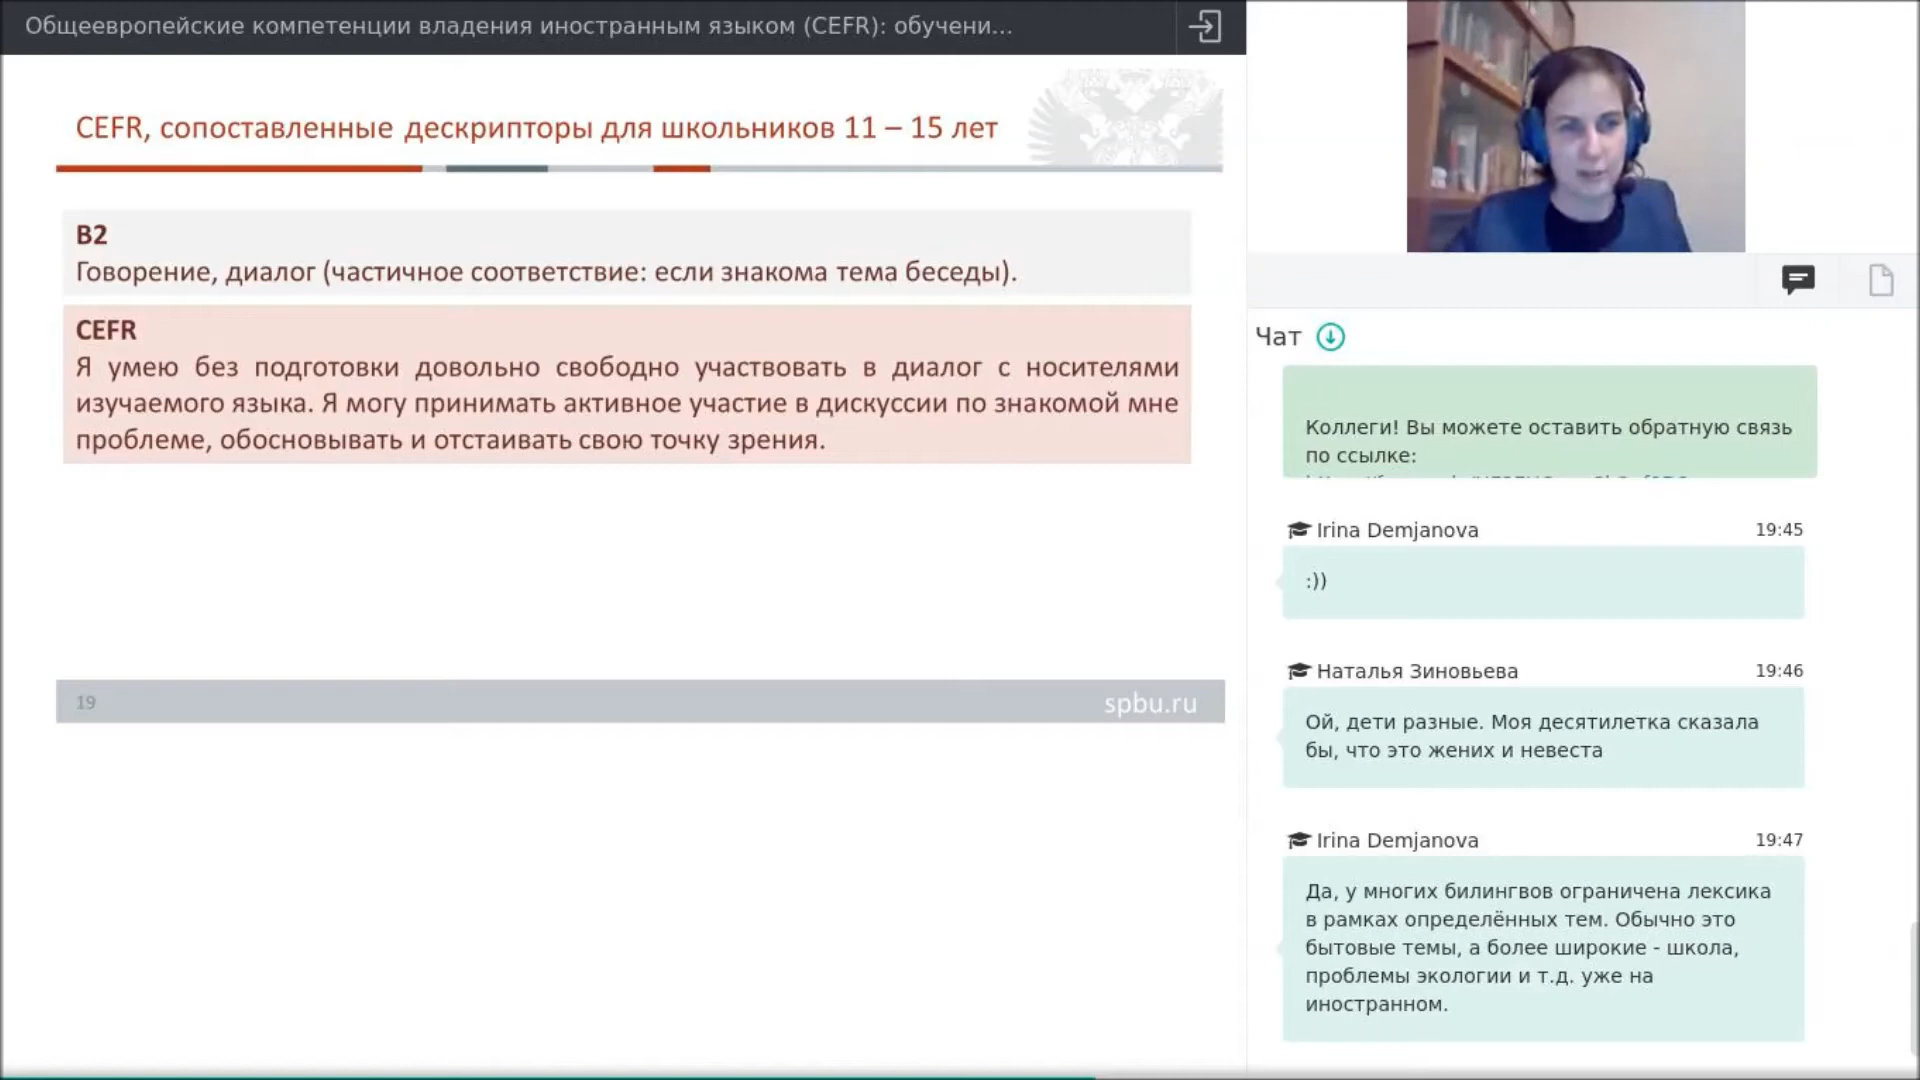 Общеевропейские компетенции владения иностранным языком (CEFR): обучени...
CEFR, сопоставленные дескрипторы для школьников 11 – 15 лет
B2
Говорение, диалог (частичное соответствие: если знакома тема беседы).
CEFR
Я умею без подготовки довольно свободно участвовать в диалог с носителями
изучаемого языка. Я могу принимать активное участие в дискуссии по знакомой мне
проблеме, обосновывать и отстаивать свою точку зрения.
19
spbu.ru
Чат
Коллеги! Вы можете оставить обратную связь
по ссылке:
Irina Demjanova 19:45
:))
Наталья Зиновьева 19:46
Ой, дети разные. Моя десятилетка сказала
бы, что это жених и невеста
Irina Demjanova 19:47
Да, у многих билингвов ограничена лексика
в рамках определённых тем. Обычно это
бытовые темы, а более широкие - школа,
проблемы экологии и т.д. уже на
иностранном.